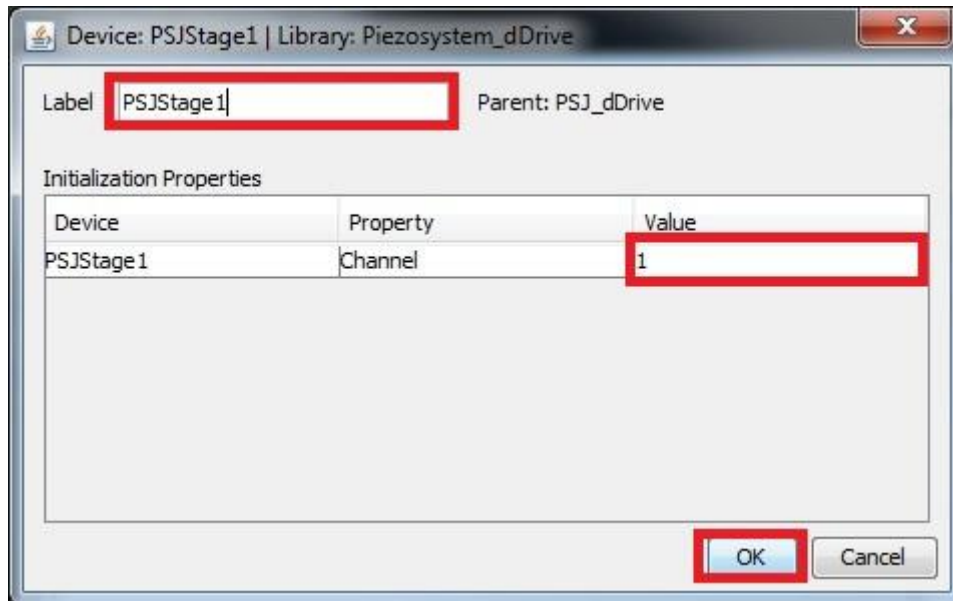 Device: PSJStage1 | Library: Piezosystem_dDrive
Label PSJStage1 Parent: PSJ_dDrive
Initialization Properties
Device Property Value
PSJStage1 Channel 1
OK Cancel